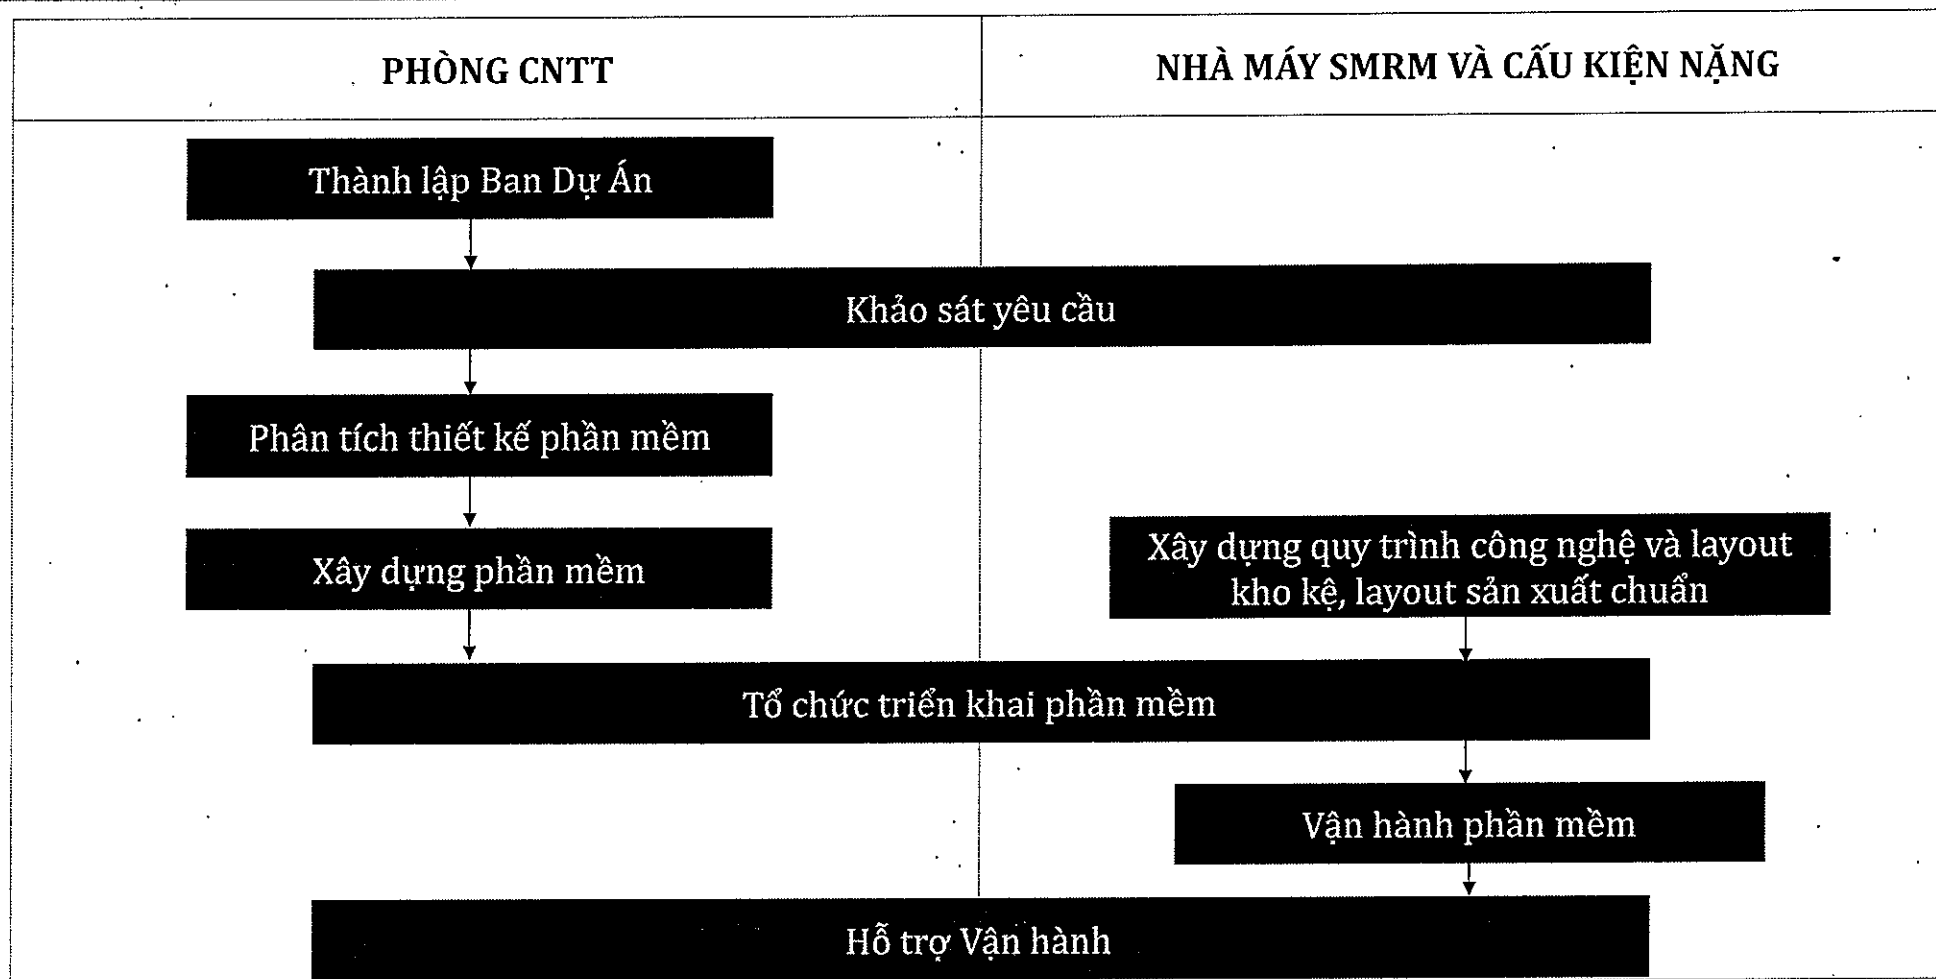 PHÒNG CNTT
NHÀ MÁY SMRM VÀ CẤU KIỆN NẶNG
Thành lập Ban Dự Án
Khảo sát yêu cầu
Phân tích thiết kế phần mềm
Xây dựng phần mềm
Xây dựng quy trình công nghệ và layout
kho kệ, layout sản xuất chuẩn
Tổ chức triển khai phần mềm
Vận hành phần mềm
Hỗ trợ Vận hành